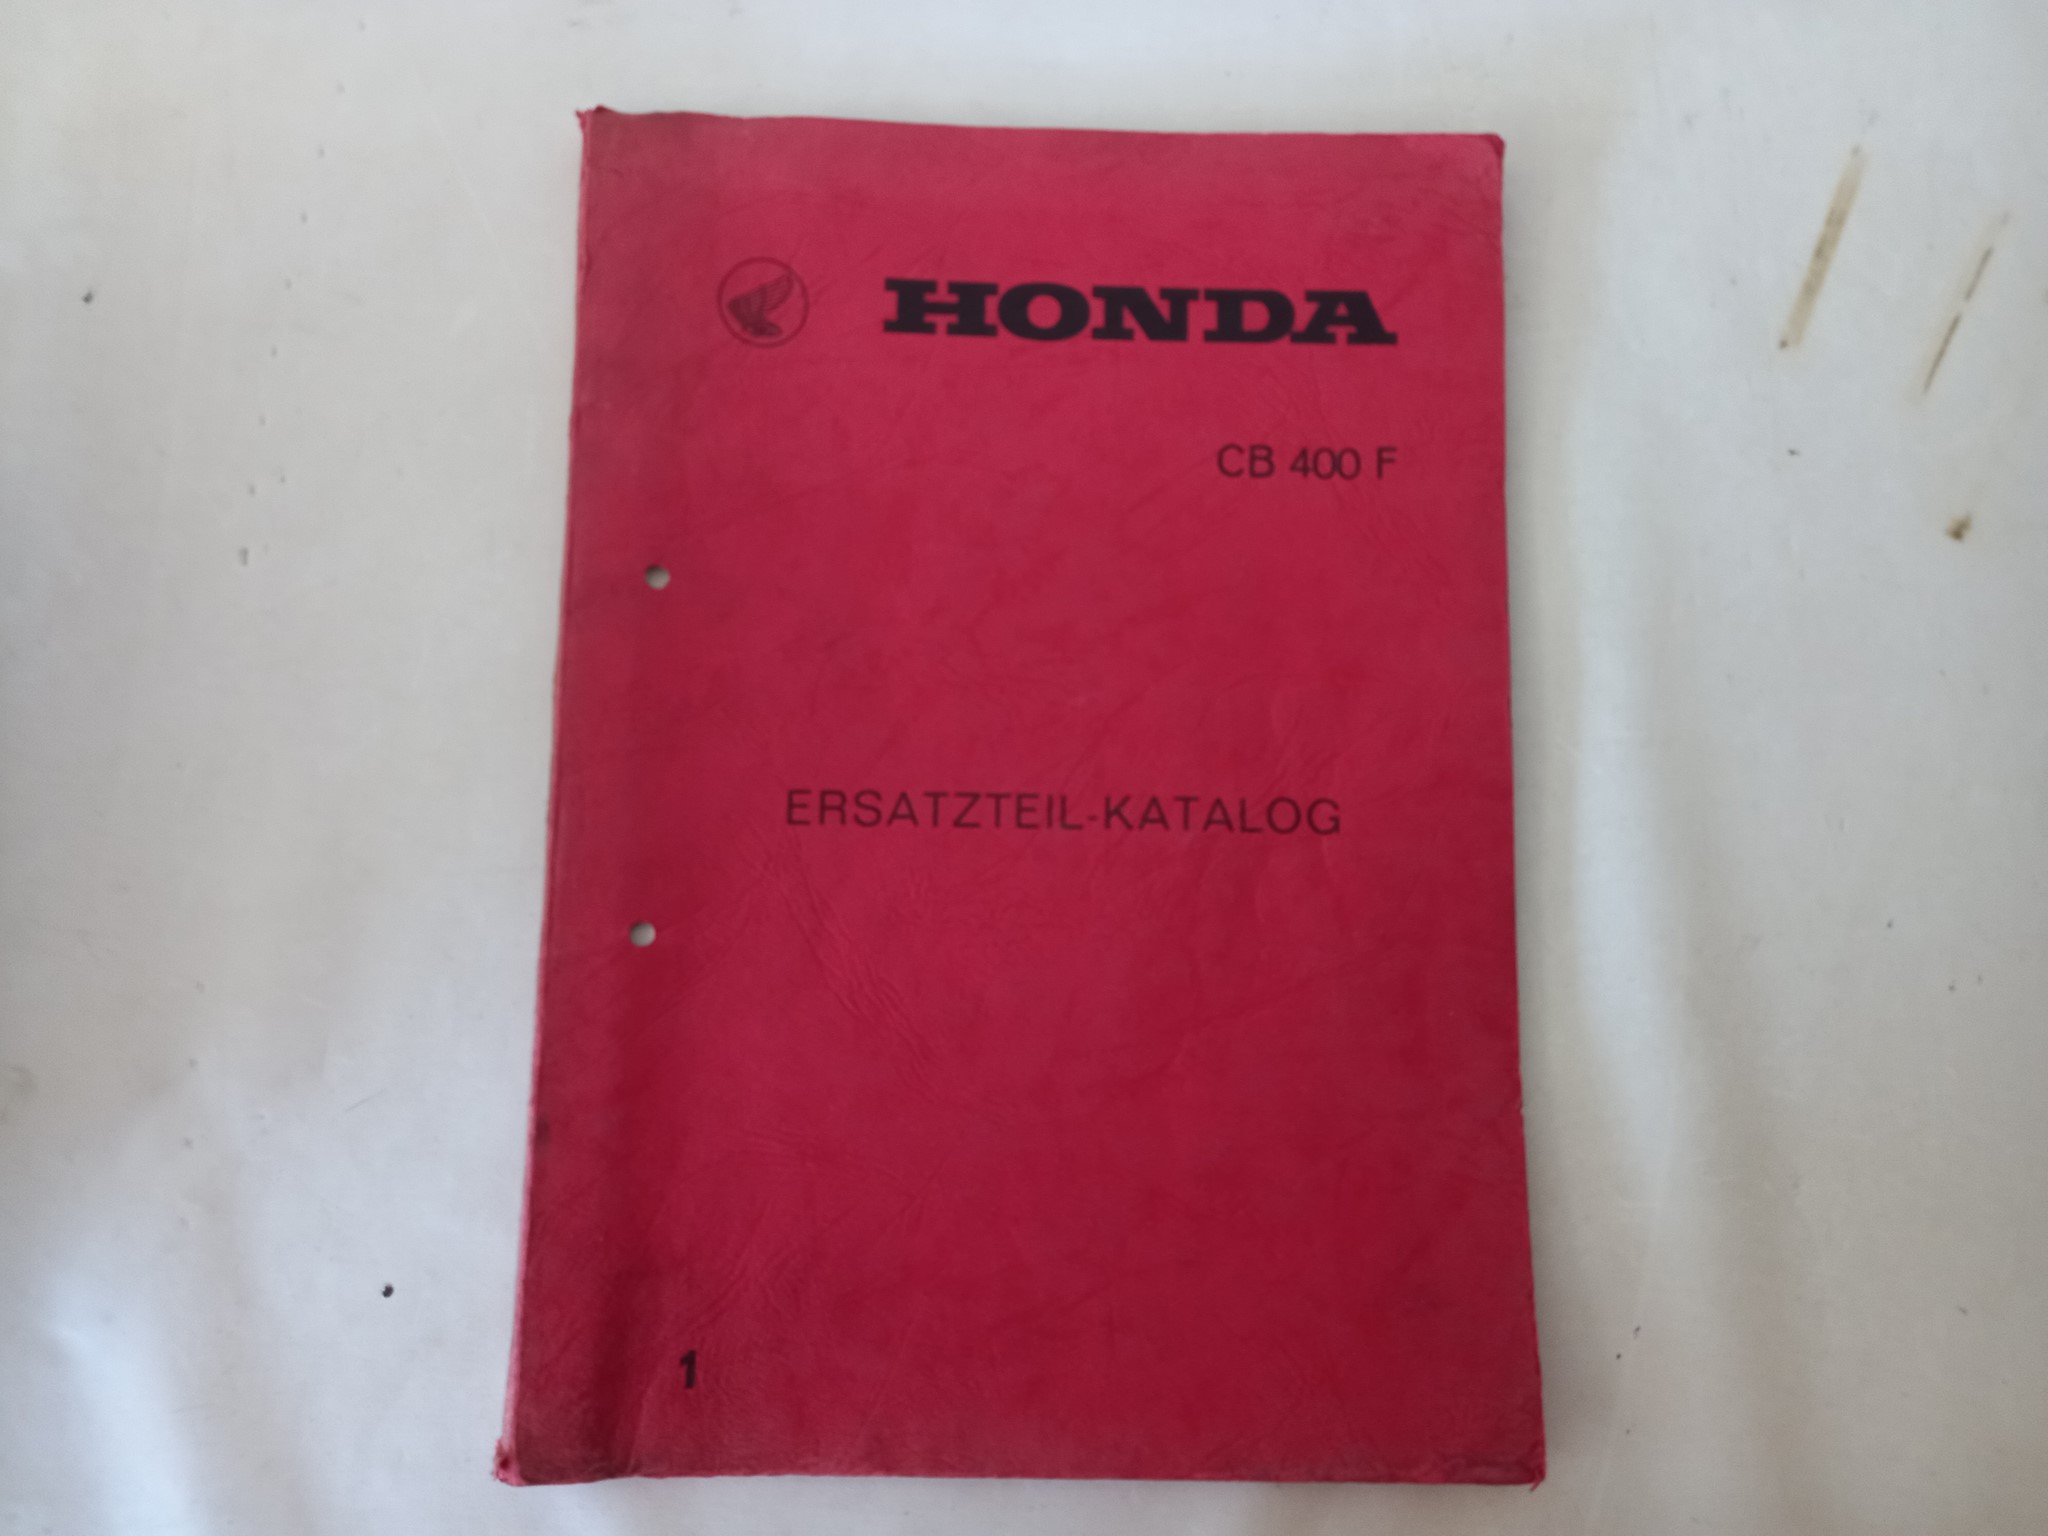 HONDA
CB 400 F
ERSATZTEIL-KATALOG
1